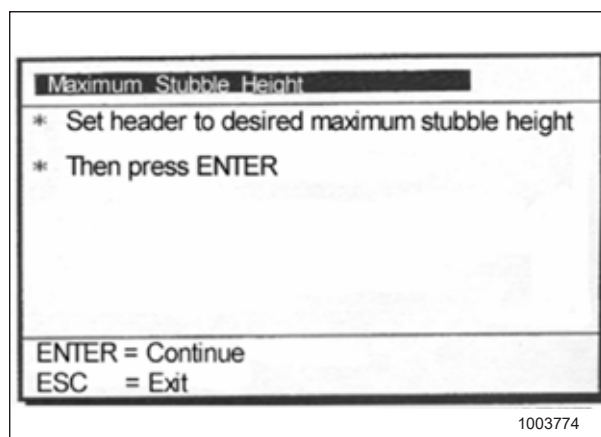 Maximum Stubble Height
* Set header to desired maximum stubble height
* Then press ENTER
ENTER = Continue
ESC = Exit
1003774